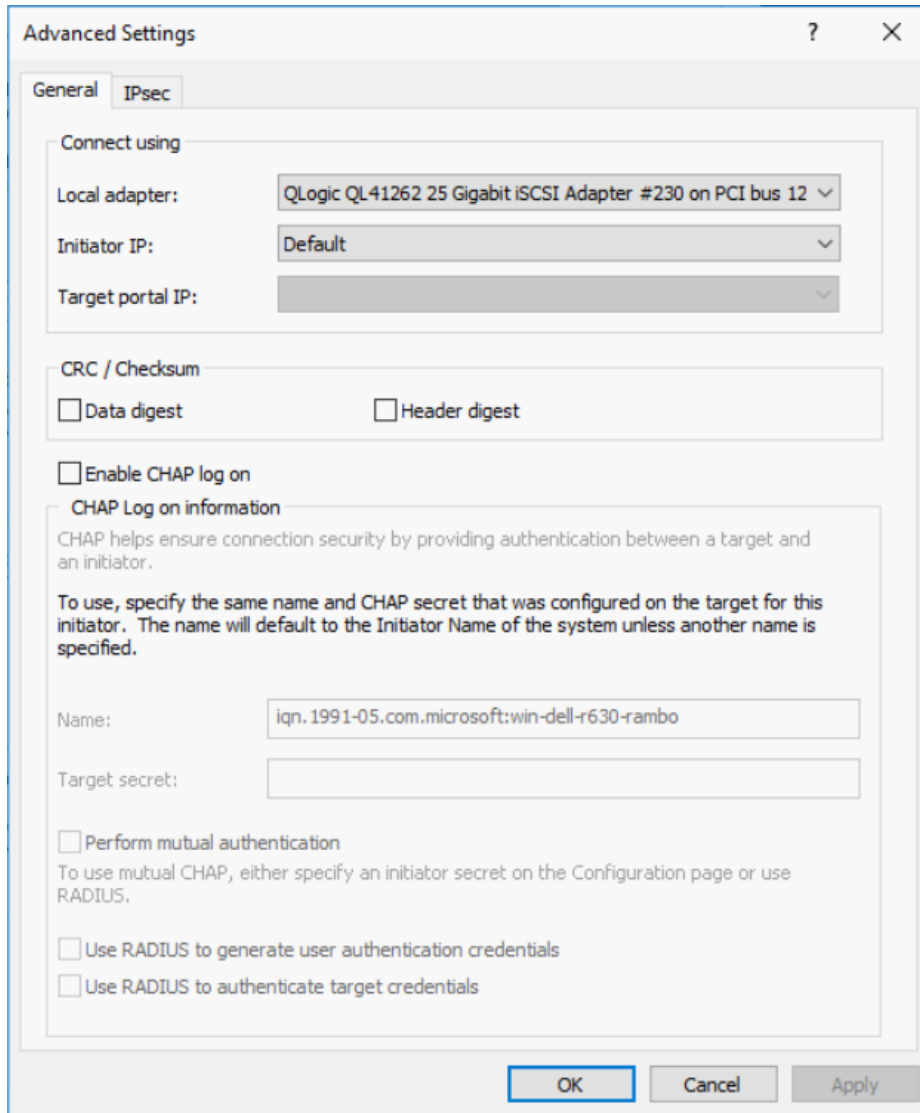 Advanced Settings
?
General
IPsec
Connect using
Local adapter:
QLogic QL41262 25 Gigabit iSCSI Adapter #230 on PCI bus 12
Initiator IP:
Default
Target portal IP:
CRC / Checksum
Data digest
Header digest
Enable CHAP log on
CHAP Log on information
CHAP helps ensure connection security by providing authentication between a target and
an initiator.
To use, specify the same name and CHAP secret that was configured on the target for this
initiator.  The name will default to the Initiator Name of the system unless another name is
specified.
Name:
iqn.1991-05.com.microsoft:win-dell-r630-rambo
Target secret:
Perform mutual authentication
To use mutual CHAP, either specify an initiator secret on the Configuration page or use
RADIUS.
Use RADIUS to generate user authentication credentials
Use RADIUS to authenticate target credentials
OK
Cancel
Apply